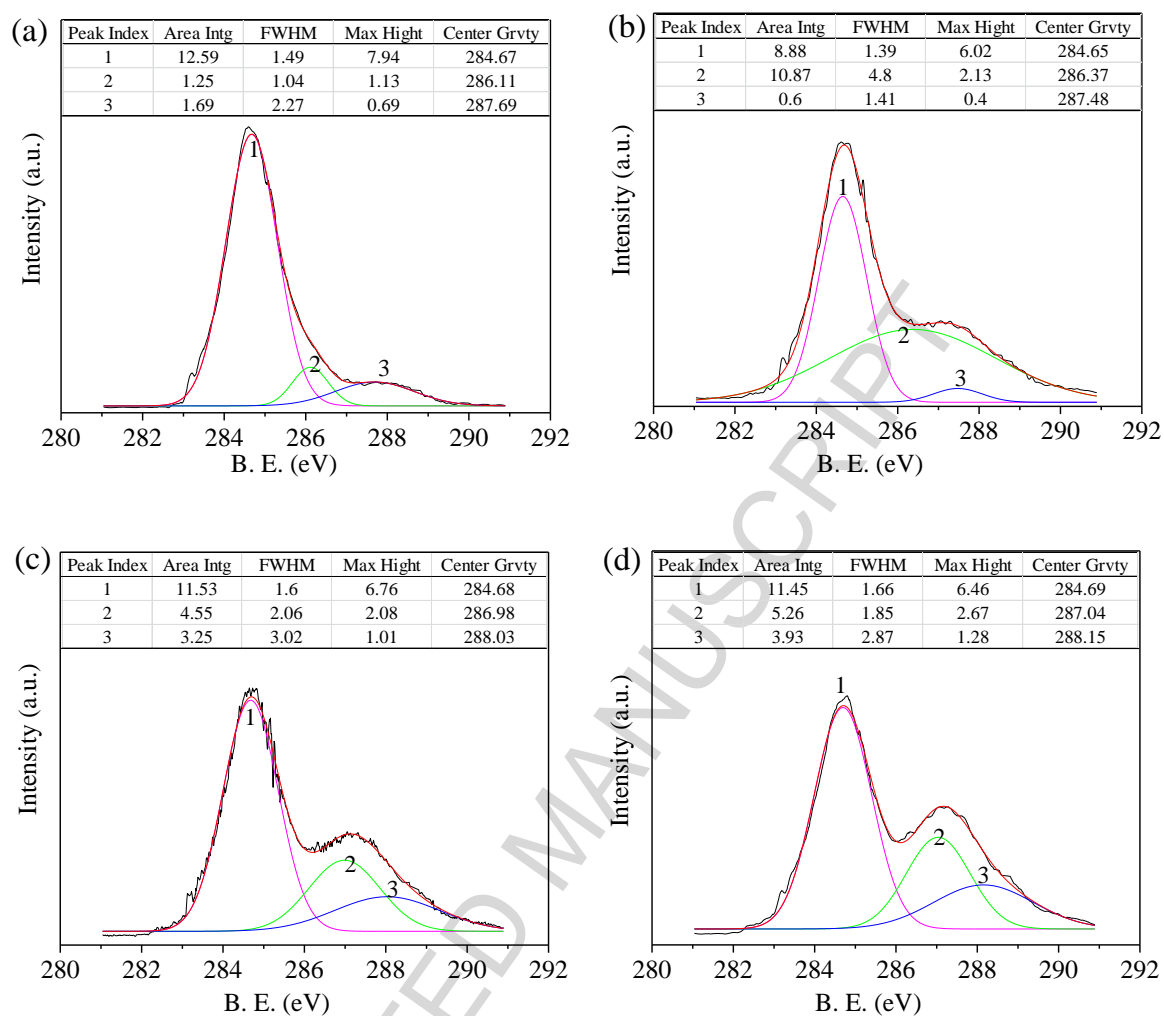 (a)
Peak Index Area Intg FWHM Max Hight Center Grvty
1 12.59 1.49 7.94 284.67
2 1.25 1.04 1.13 286.11
3 1.69 2.27 0.69 287.69
1
2
3
Intensity (a.u.)
280 282 284 286 288 290 292
B. E. (eV)
(b)
Peak Index Area Intg FWHM Max Hight Center Grvty
1 8.88 1.39 6.02 284.65
2 10.87 4.8 2.13 286.37
3 0.6 1.41 0.4 287.48
1
2
3
Intensity (a.u.)
280 282 284 286 288 290 292
B. E. (eV)
(c)
Peak Index Area Intg FWHM Max Hight Center Grvty
1 11.53 1.6 6.76 284.68
2 4.55 2.06 2.08 286.98
3 3.25 3.02 1.01 288.03
1
2
3
Intensity (a.u.)
280 282 284 286 288 290 292
B. E. (eV)
(d)
Peak Index Area Intg FWHM Max Hight Center Grvty
1 11.45 1.66 6.46 284.69
2 5.26 1.85 2.67 287.04
3 3.93 2.87 1.28 288.15
1
2
3
Intensity (a.u.)
280 282 284 286 288 290 292
B. E. (eV)
TED MANUSCRIPT